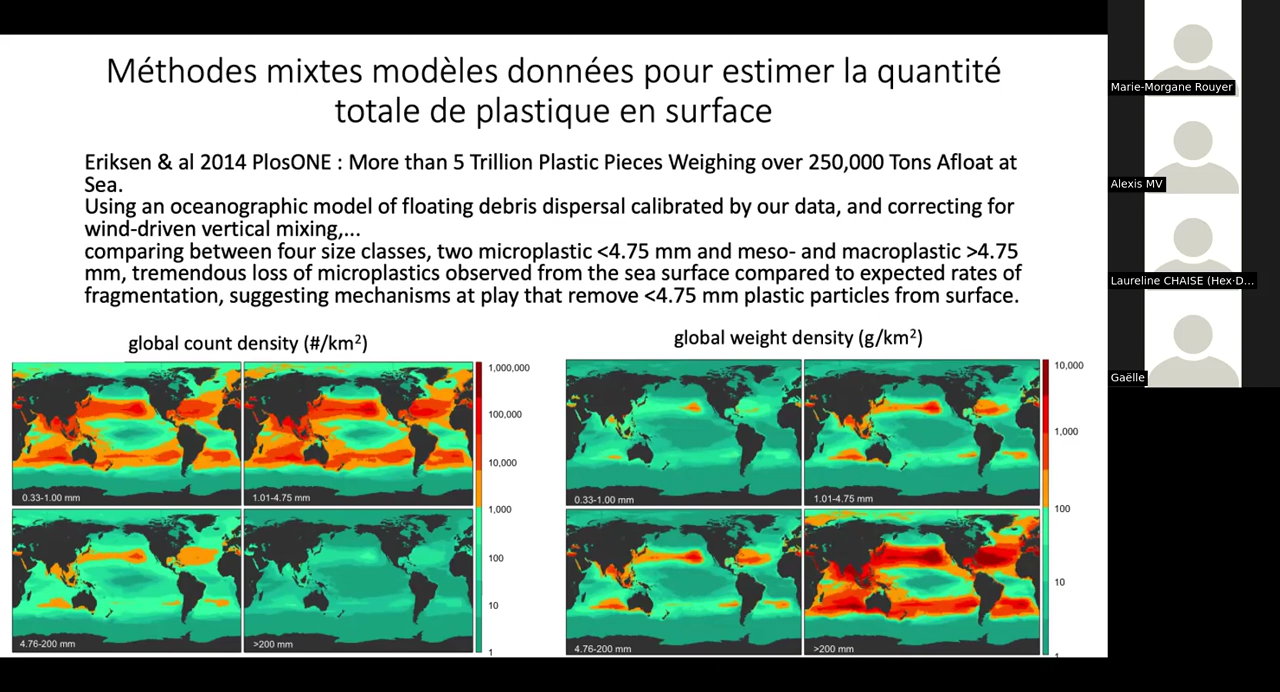 Méthodes mixtes modèles données pour estimer la quantité
totale de plastique en surface
Eriksen & al 2014 PlosONE : More than 5 Trillion Plastic Pieces Weighing over 250,000 Tons Afloat at
Sea.
Using an oceanographic model of floating debris dispersal calibrated by our data, and correcting for
wind-driven vertical mixing,...
comparing between four size classes, two microplastic <4.75 mm and meso- and macroplastic >4.75
mm, tremendous loss of microplastics observed from the sea surface compared to expected rates of
fragmentation, suggesting mechanisms at play that remove <4.75 mm plastic particles from surface.
global count density (#/km²)
1,000,000
100,000
10,000
1,000
100
10
1
0.33-1.00 mm
1.01-4.75 mm
4.76-200 mm
>200 mm
global weight density (g/km²)
10,000
1,000
100
10
1
0.33-1.00 mm
1.01-4.75 mm
4.76-200 mm
>200 mm
Marie-Morgane Rouyer
Alexis MV
Laureline CHAISE (Hex·D...
Gaëlle